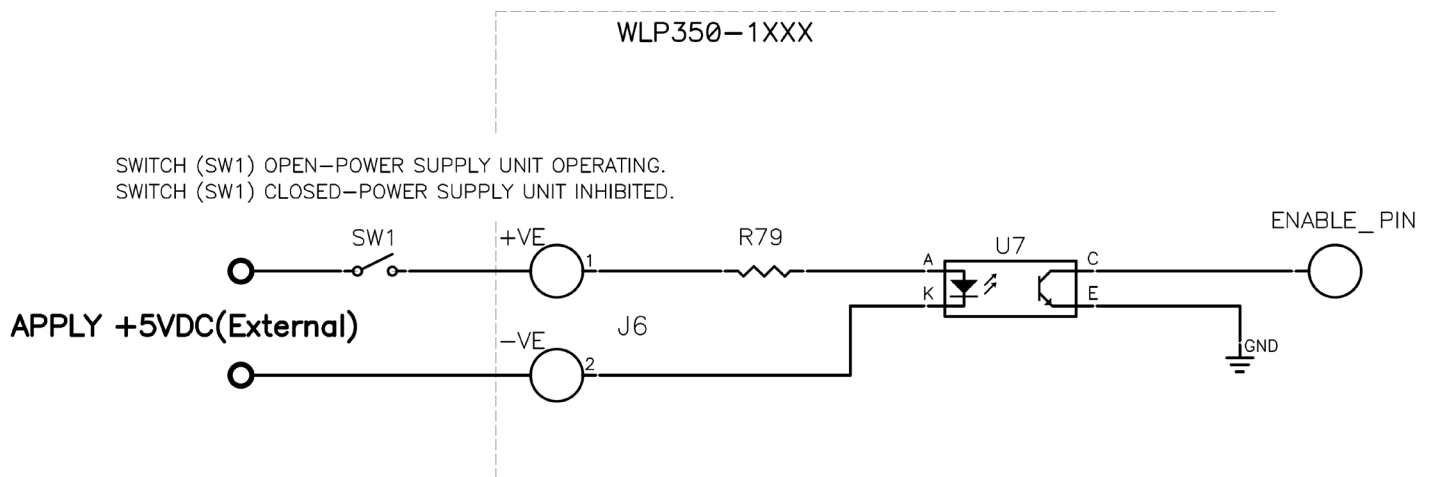 WLP350-1XXX
SWITCH (SW1) OPEN-POWER SUPPLY UNIT OPERATING.
SWITCH (SW1) CLOSED-POWER SUPPLY UNIT INHIBITED.
ENABLE_PIN
SW1
+VE
1
R79
A
U7
C
K
E
APPLY +5VDC(External)
J6
-VE
2
GND